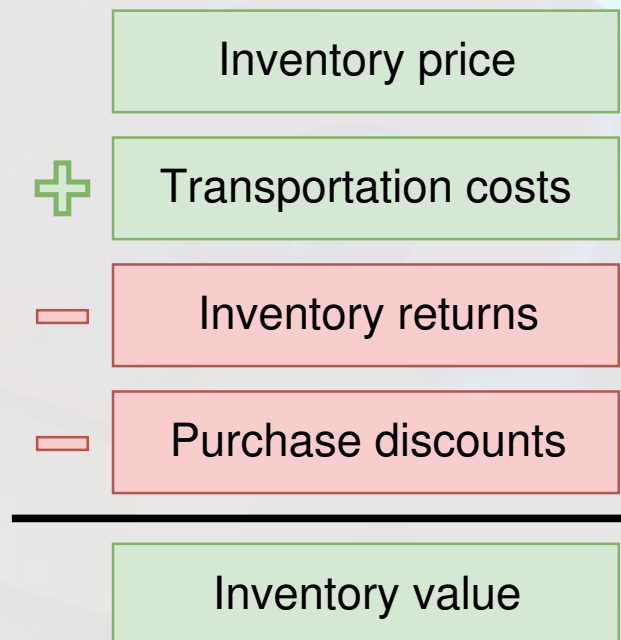 Inventory price
Transportation costs
Inventory returns
Purchase discounts
Inventory value